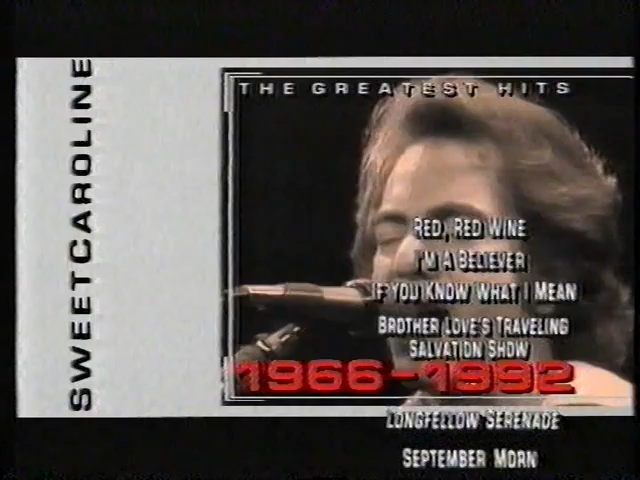 SWEETCAROLINE
THE GREATEST HITS
RED, RED WINE
I'M A BELIEVER
IF YOU KNOW WHAT I MEAN
BROTHER LOVE'S TRAVELING
SALVATION SHOW
1966-1992
LONGFELLOW SERENADE
SEPTEMBER MORN